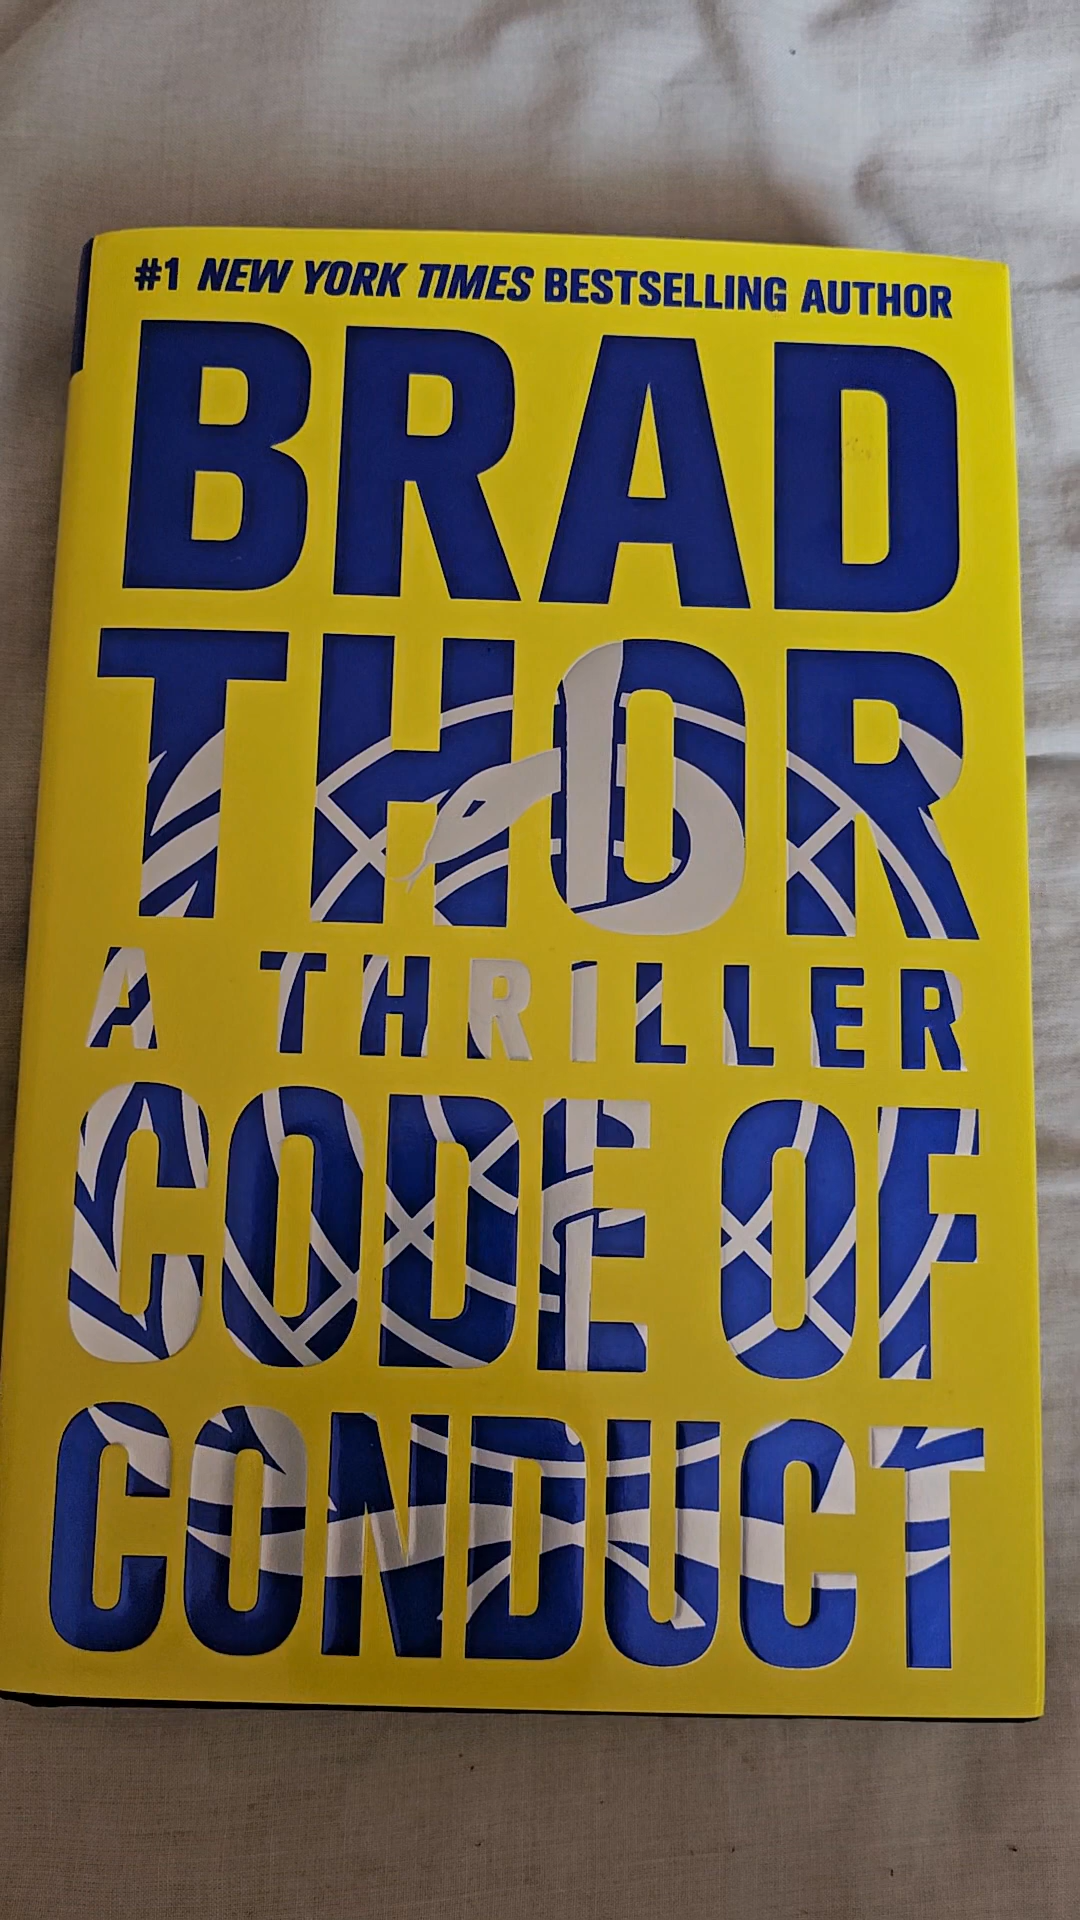 #1 NEW YORK TIMES BESTSELLING AUTHOR
BRAD
THOR
A THRILLER
CODE OF
CONDUCT